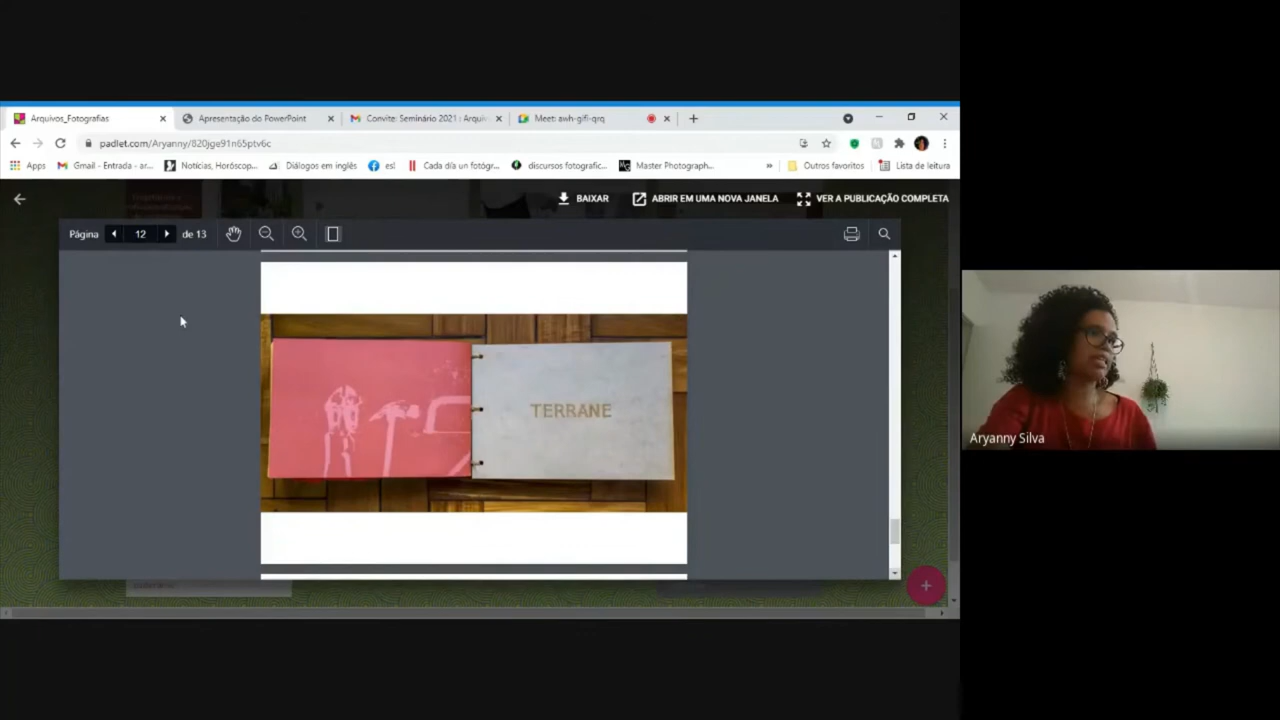 Arquivos_Fotografias
Apresentação do PowerPoint
Convite: Seminário 2021 : Arqui
Meet: awh-gifi-qrq
padlet.com/Aryanny/820jge91n65ptv6c
Apps
Gmail - Entrada - ar...
Notícias, Horóscop...
Diálogos em inglês
es!
Cada día un fotógr...
discursos fotografic...
Master Photograph...
»
Outros favoritos
Lista de leitura
BAIXAR
ABRIR EM UMA NOVA JANELA
VER A PUBLICAÇÃO COMPLETA
Página
12
de 13
TERRANE
Aryanny Silva